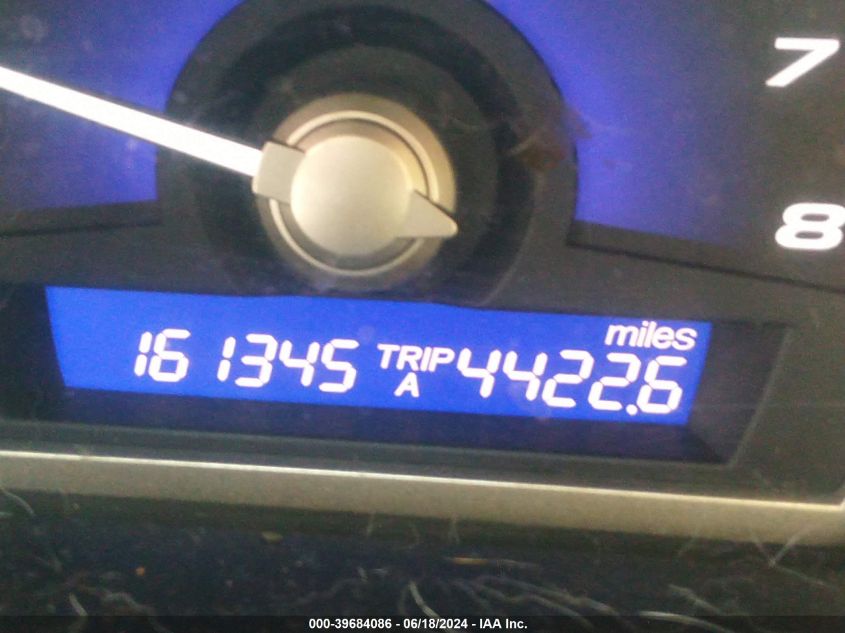 7
8
miles
161345 TRIP A 4422.6
000-39684086 - 06/18/2024 - IAA Inc.